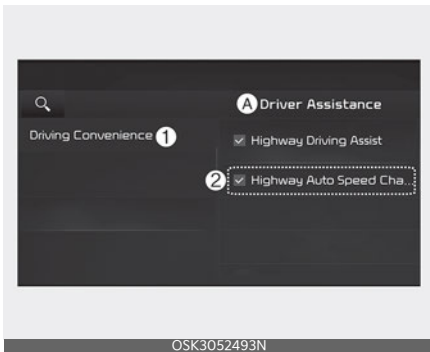 A Driver Assistance
Driving Convenience 1
Highway Driving Assist
2 Highway Auto Speed Cha...
OSK3052493N